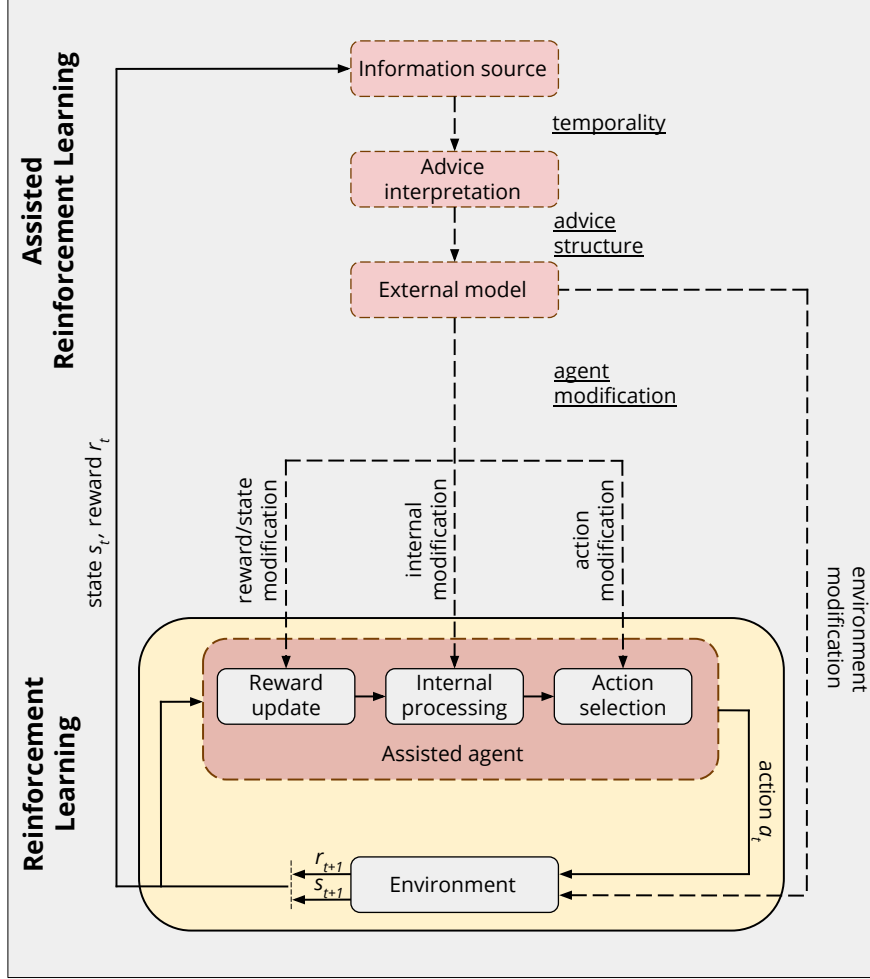 Assisted
Reinforcement Learning
Information source
temporality
Advice
interpretation
advice
structure
External model
agent
modification
state s_t, reward r_t
reward/state
modification
internal
modification
action
modification
environment
modification
Reinforcement
Learning
Reward
update
Internal
processing
Action
selection
Assisted agent
action a_t
r_t+1
s_t+1
Environment